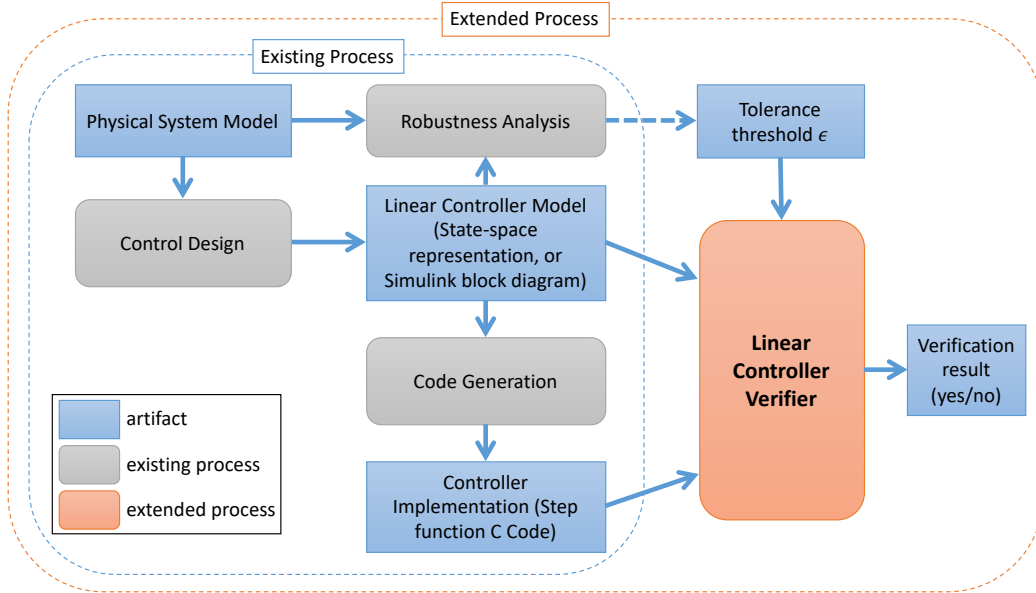 Extended Process
Existing Process
Physical System Model
Robustness Analysis
Tolerance
threshold ϵ
Control Design
Linear Controller Model
(State-space
representation, or
Simulink block diagram)
Code Generation
Linear
Controller
Verifier
Verification
result
(yes/no)
Controller
Implementation (Step
function C Code)
artifact
existing process
extended process